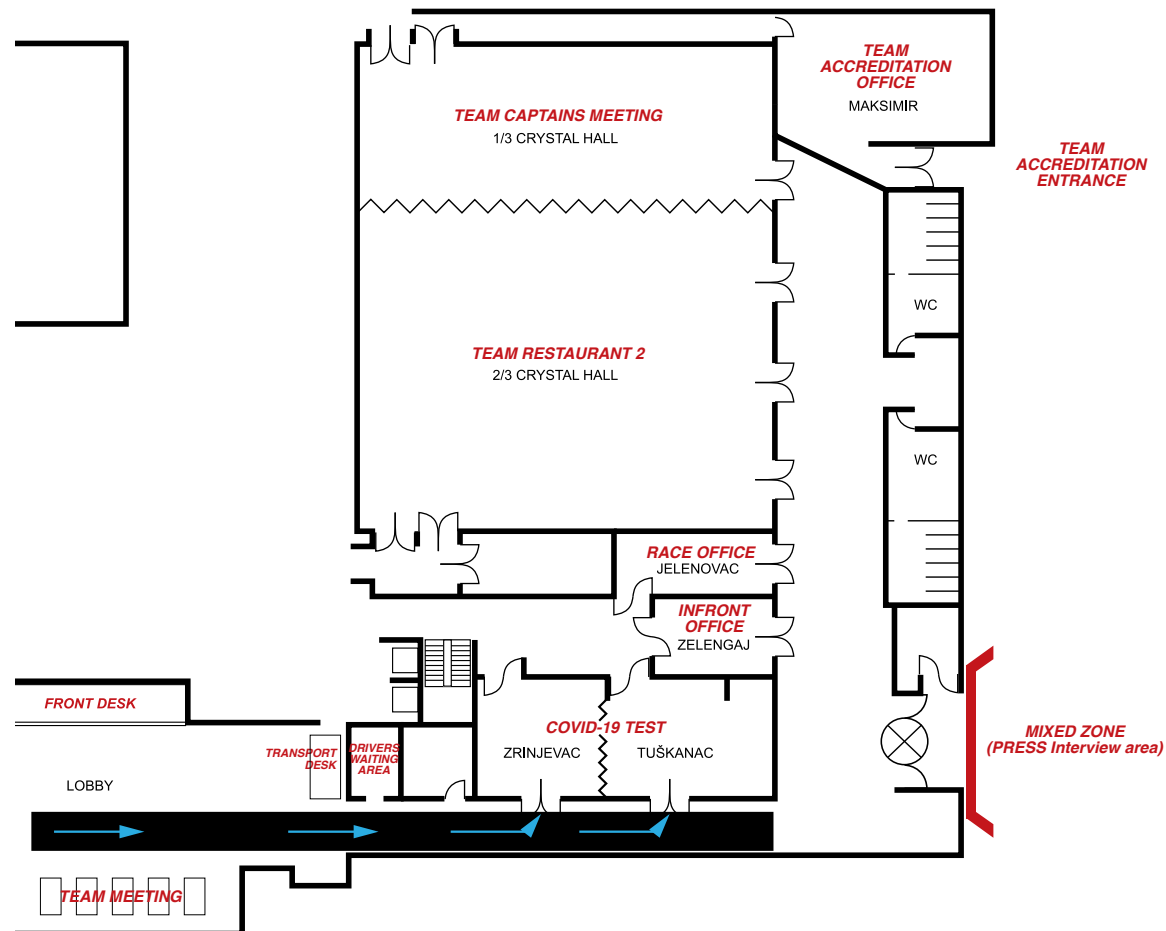 TEAM
ACCREDITATION
OFFICE
MAKSIMIR
TEAM CAPTAINS MEETING
1/3 CRYSTAL HALL
TEAM
ACCREDITATION
ENTRANCE
WC
TEAM RESTAURANT 2
2/3 CRYSTAL HALL
WC
RACE OFFICE
JELENOVAC
INFRONT
OFFICE
ZELENGAJ
FRONT DESK
COVID-19 TEST
ZRINJEVAC
TUŠKANAC
MIXED ZONE
(PRESS Interview area)
TRANSPORT
DESK
DRIVERS
WAITING
AREA
LOBBY
TEAM MEETING